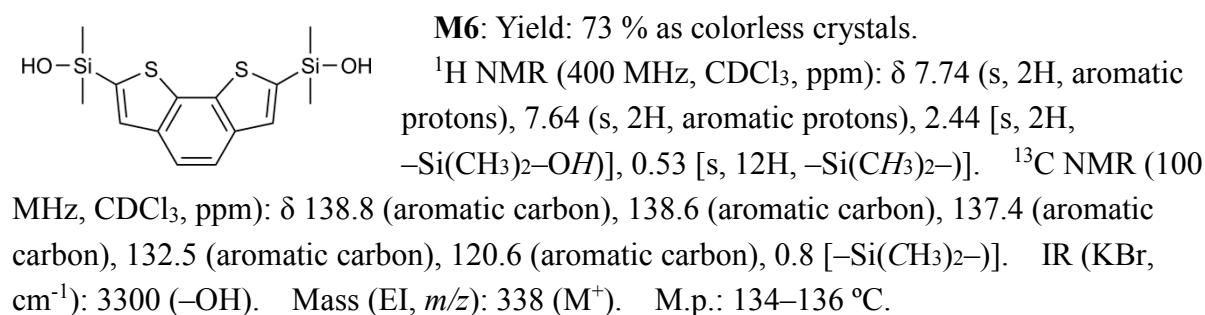 M6: Yield: 73 % as colorless crystals.
HO–Si S S Si–OH
¹H NMR (400 MHz, CDCl₃, ppm): δ 7.74 (s, 2H, aromatic
protons), 7.64 (s, 2H, aromatic protons), 2.44 [s, 2H,
–Si(CH₃)₂–OH)], 0.53 [s, 12H, –Si(CH₃)₂–)]. ¹³C NMR (100
MHz, CDCl₃, ppm): δ 138.8 (aromatic carbon), 138.6 (aromatic carbon), 137.4 (aromatic
carbon), 132.5 (aromatic carbon), 120.6 (aromatic carbon), 0.8 [–Si(CH₃)₂–)]. IR (KBr,
cm⁻¹): 3300 (–OH). Mass (EI, m/z): 338 (M⁺). M.p.: 134–136 ºC.